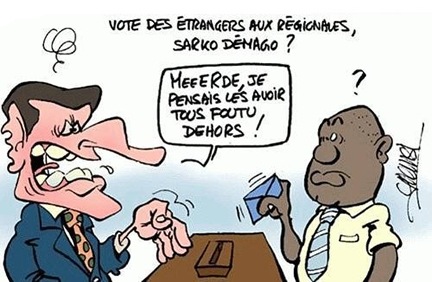 VOTE DES ÉTRANGERS AUX RÉGIONALES,
SARKO DÉMAGO ?
?
MEEERDE, JE
PENSAIS LES AVOIR
TOUS FOUTU
DEHORS !